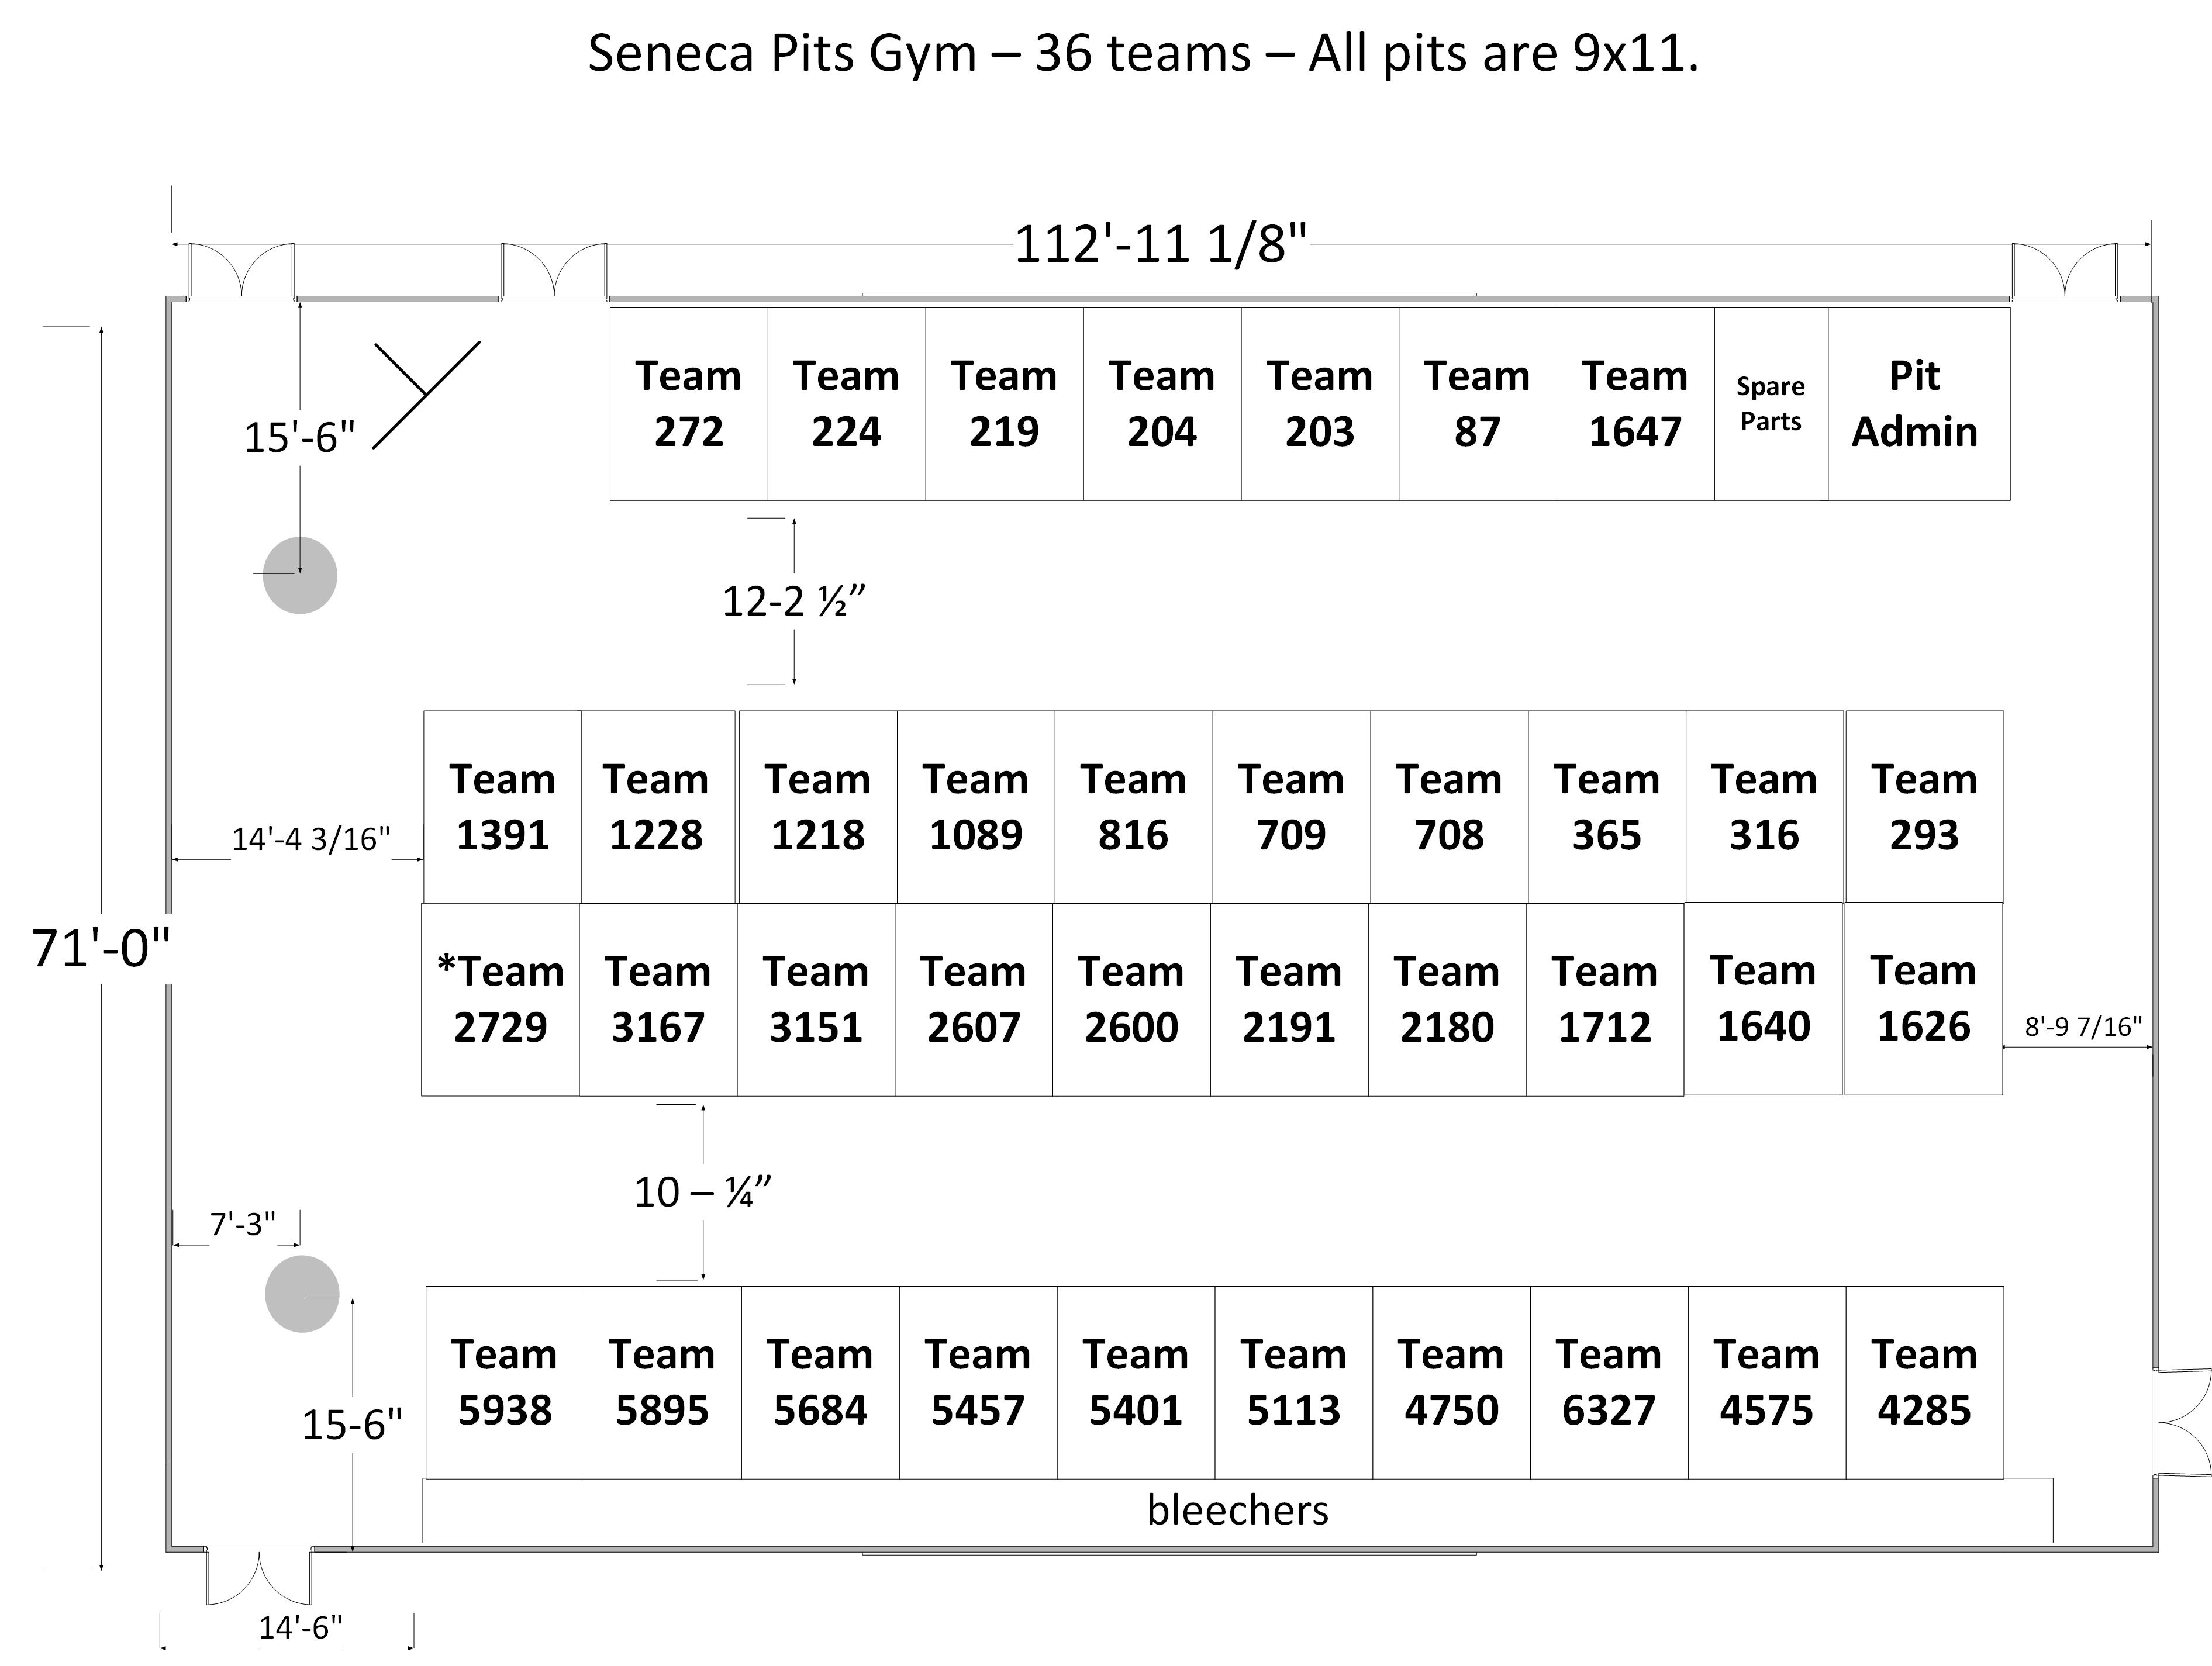 Seneca Pits Gym – 36 teams – All pits are 9x11.
112'-11 1/8"
Team
272
Team
224
Team
219
Team
204
Team
203
Team
87
Team
1647
Spare
Parts
Pit
Admin
15'-6"
12-2 ½”
Team
1391
Team
1228
Team
1218
Team
1089
Team
816
Team
709
Team
708
Team
365
Team
316
Team
293
14'-4 3/16"
71'-0"
*Team
2729
Team
3167
Team
3151
Team
2607
Team
2600
Team
2191
Team
2180
Team
1712
Team
1640
Team
1626
8'-9 7/16"
10 – ¼”
7'-3"
Team
5938
Team
5895
Team
5684
Team
5457
Team
5401
Team
5113
Team
4750
Team
6327
Team
4575
Team
4285
15-6"
bleechers
14'-6"